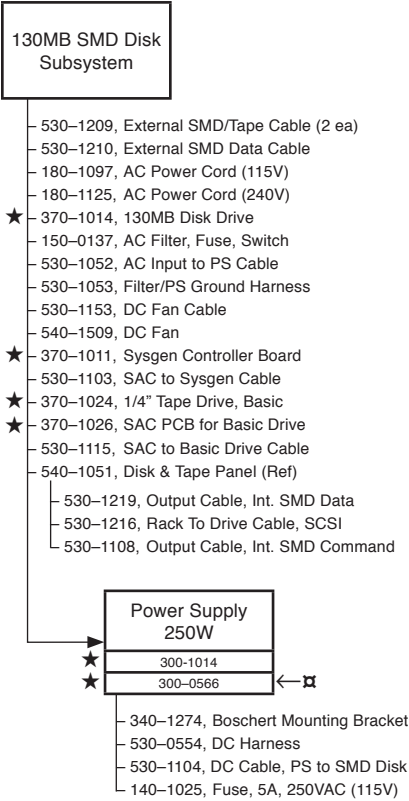 130MB SMD Disk
Subsystem
530–1209, External SMD/Tape Cable (2 ea)
530–1210, External SMD Data Cable
180–1097, AC Power Cord (115V)
180–1125, AC Power Cord (240V)
★ 370–1014, 130MB Disk Drive
150–0137, AC Filter, Fuse, Switch
530–1052, AC Input to PS Cable
530–1053, Filter/PS Ground Harness
530–1153, DC Fan Cable
540–1509, DC Fan
★ 370–1011, Sysgen Controller Board
530–1103, SAC to Sysgen Cable
★ 370–1024, 1/4” Tape Drive, Basic
★ 370–1026, SAC PCB for Basic Drive
530–1115, SAC to Basic Drive Cable
540–1051, Disk & Tape Panel (Ref)
530–1219, Output Cable, Int. SMD Data
530–1216, Rack To Drive Cable, SCSI
530–1108, Output Cable, Int. SMD Command
Power Supply
250W
★ 300-1014
★ 300–0566 ←¤
340–1274, Boschert Mounting Bracket
530–0554, DC Harness
530–1104, DC Cable, PS to SMD Disk
140–1025, Fuse, 5A, 250VAC (115V)